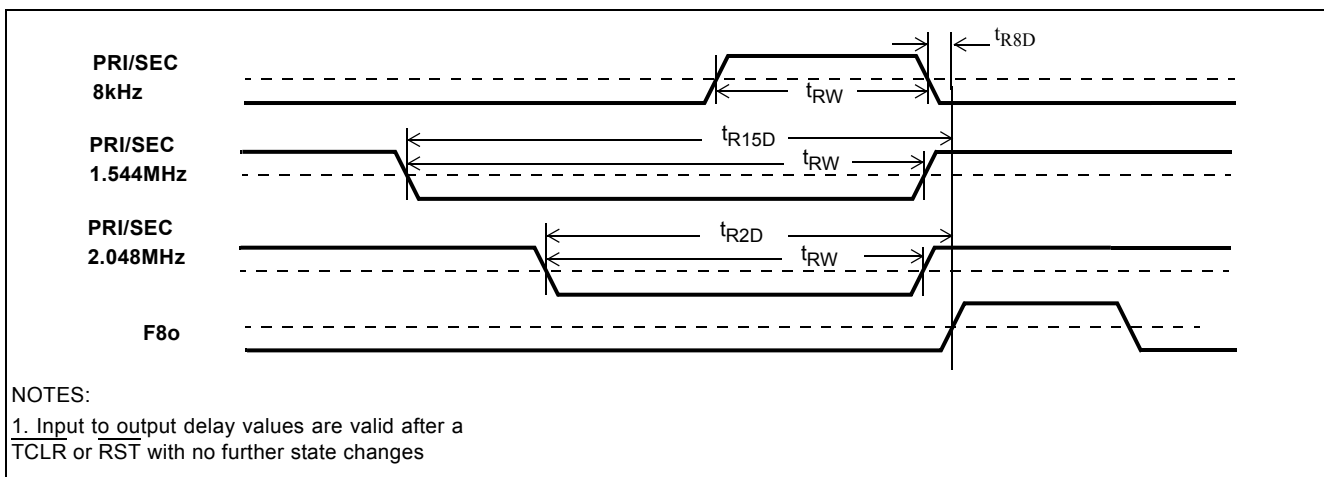 PRI/SEC
8kHz
tR8D
tRW
PRI/SEC
1.544MHz
tR15D
tRW
PRI/SEC
2.048MHz
tR2D
tRW
F8o
NOTES:
1. Input to output delay values are valid after a
TCLR or RST with no further state changes